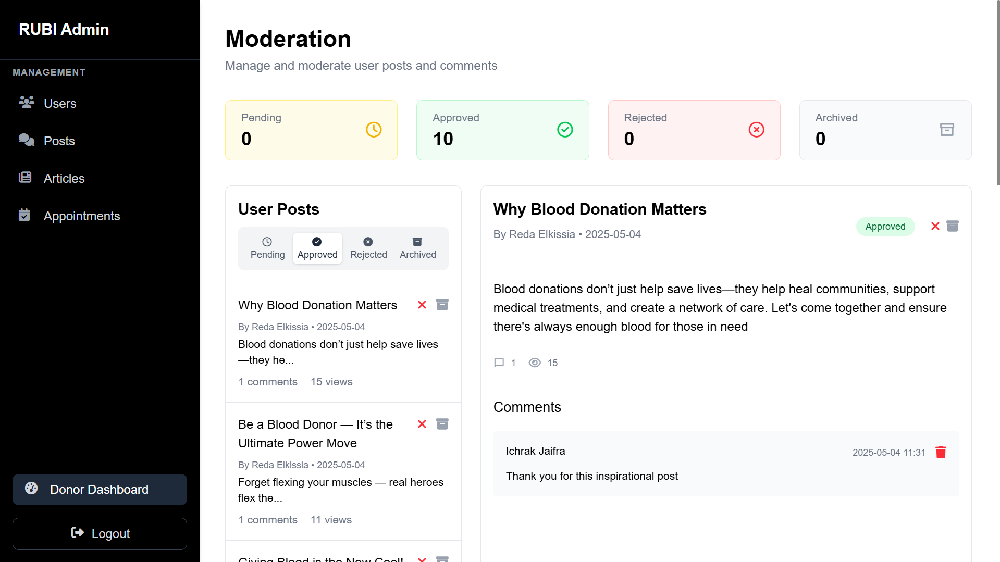 RUBI Admin
MANAGEMENT
Users
Posts
Articles
Appointments
Donor Dashboard
Logout
Moderation
Manage and moderate user posts and comments
Pending
0
Approved
10
Rejected
0
Archived
0
User Posts
Pending
Approved
Rejected
Archived
Why Blood Donation Matters
By Reda Elkissia • 2025-05-04
Blood donations don’t just help save lives
—they he...
1 comments 15 views
Be a Blood Donor — It’s the
Ultimate Power Move
By Reda Elkissia • 2025-05-04
Forget flexing your muscles — real heroes
flex the...
1 comments 11 views
Giving Blood is the New Cool!
Why Blood Donation Matters
By Reda Elkissia • 2025-05-04
Approved
Blood donations don’t just help save lives—they help heal communities, support
medical treatments, and create a network of care. Let's come together and ensure
there's always enough blood for those in need
1 15
Comments
Ichrak Jaifra
2025-05-04 11:31
Thank you for this inspirational post